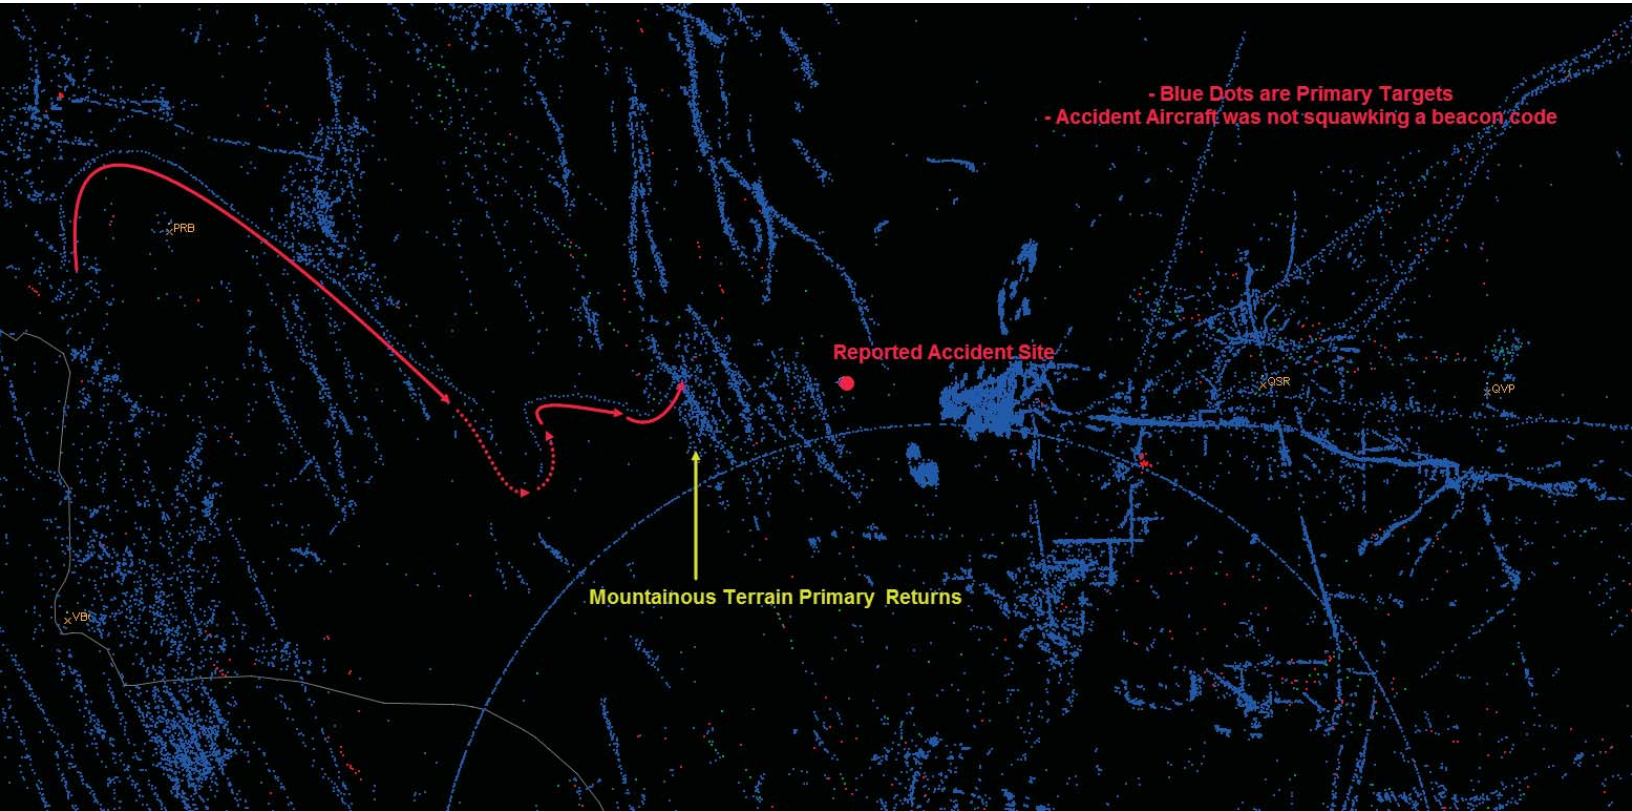 - Blue Dots are Primary Targets
- Accident Aircraft was not squawking a beacon code
PRB
Reported Accident Site
QSR
QVP
Mountainous Terrain Primary Returns